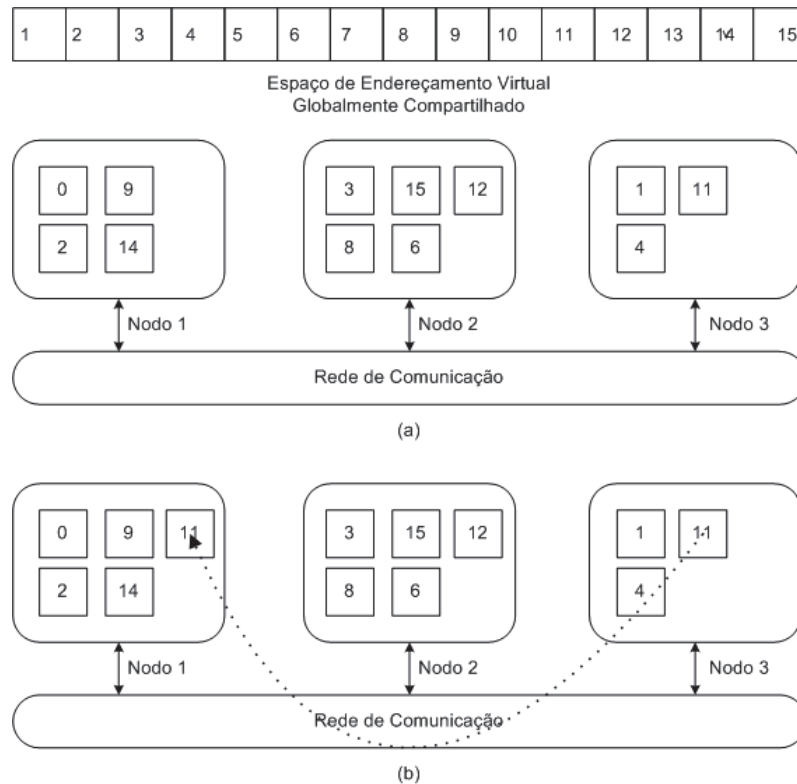 1 2 3 4 5 6 7 8 9 10 11 12 13 14 15
Espaço de Endereçamento Virtual
Globalmente Compartilhado
0 9 3 15 12 1 11
2 14 8 6 4
Nodo 1 Nodo 2 Nodo 3
Rede de Comunicação
(a)
0 9 11 3 15 12 1 11
2 14 8 6 4
Nodo 1 Nodo 2 Nodo 3
Rede de Comunicação
(b)